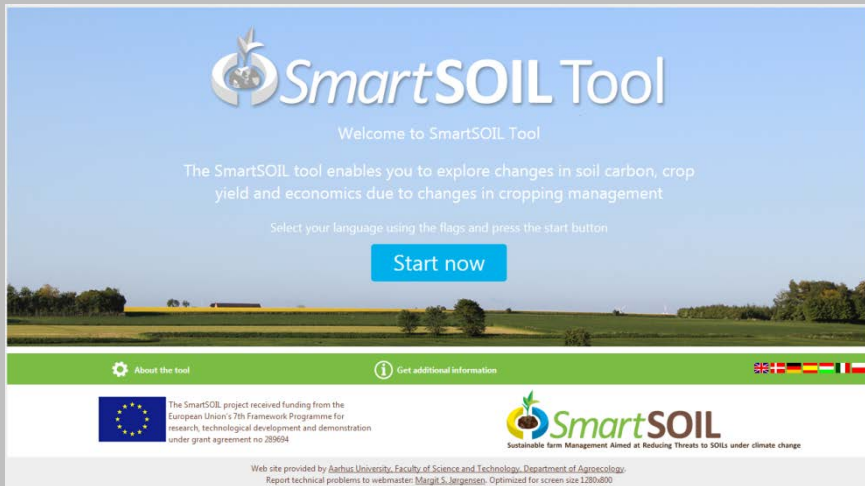 SmartSOIL Tool
Welcome to SmartSOIL Tool
The SmartSOIL tool enables you to explore changes in soil carbon, crop
yield and economics due to changes in cropping management
Select your language using the flags and press the start button
Start now
About the tool
Get additional information
The SmartSOIL project received funding from the
European Union's 7th Framework Programme for
research, technological development and demonstration
under grant agreement no 289694
SmartSOIL
Sustainable farm Management Aimed at Reducing Threats to SOILs under climate change
Web site provided by Aarhus University, Faculty of Science and Technology, Department of Agroecology.
Report technical problems to webmaster: Margit S. Jørgensen. Optimized for screen size 1280x800